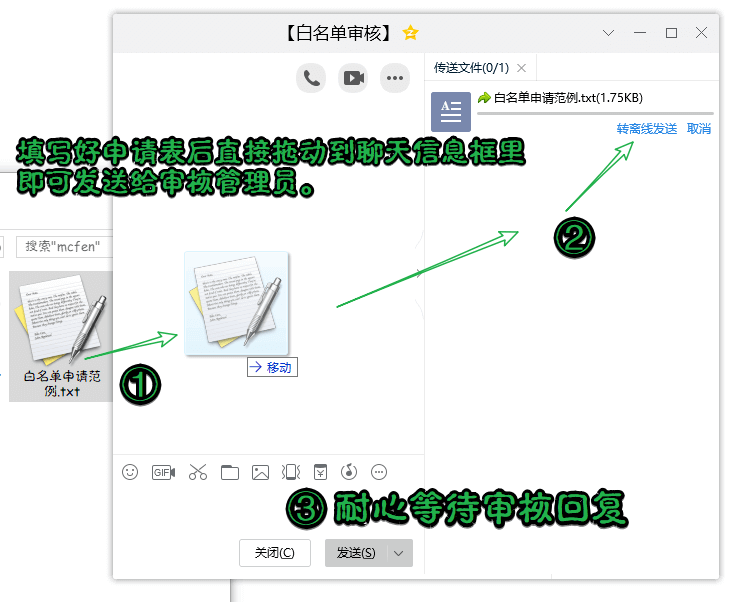 【白名单审核】
传送文件(0/1)
白名单申请范例.txt(1.75KB)
转离线发送 取消
填写好申请表后直接拖动到聊天信息框里
即可发送给审核管理员。
②
搜索"mcfen"
移动
白名单申请范
例.txt
①
GIF
③ 耐心等待审核回复
关闭(C) 发送(S)